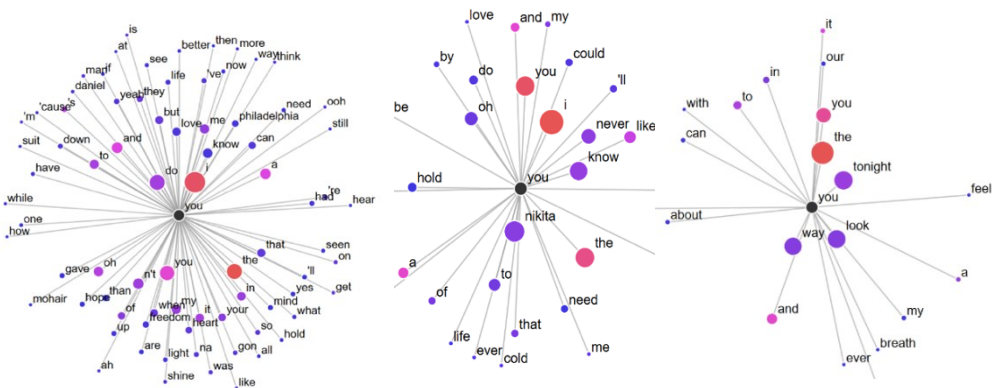 is
at
better
then
more
see
way
think
man
if
life
've
now
daniel
's
yeah
they
'cause
me
need
ooh
'm
but
love
philadelphia
still
suit
down
and
know
can
to
have
do
i
a
while
you
had
're
hear
one
how
that
seen
on
gave
oh
you
the
'll
n't
than
in
yes
get
mohair
hope
of
when
my
it
your
mind
what
up
freedom
heart
so
hold
are
na
gon
all
ah
light
was
shine
like
love
and
my
by
do
could
you
'll
be
oh
i
never
like
know
hold
you
nikita
the
a
to
of
need
that
life
ever
cold
me
it
our
in
to
with
you
can
the
tonight
you
feel
about
way
look
a
and
my
breath
ever